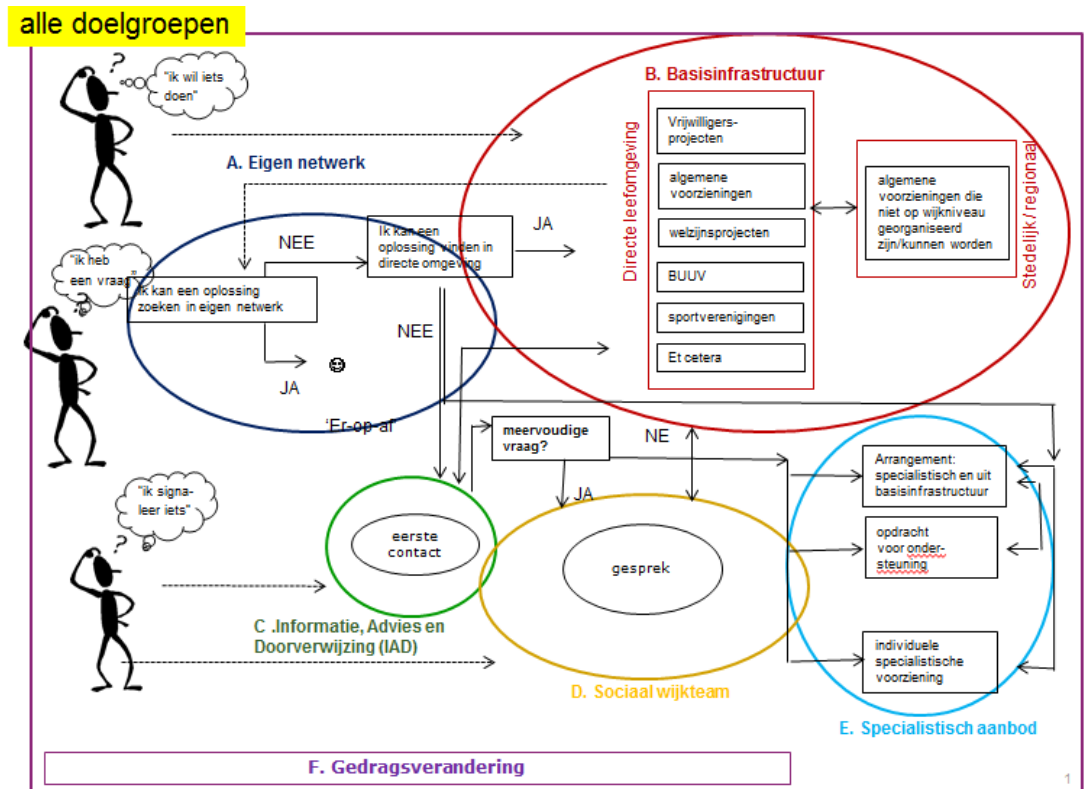 alle doelgroepen
?
"ik wil iets
doen"
A. Eigen netwerk
B. Basisinfrastructuur
Directe leefomgeving
Vrijwilligers-
projecten
algemene
voorzieningen
welzijnsprojecten
BUUV
sportverenigingen
Et cetera
algemene
voorzieningen die
niet op wijkniveau
georganiseerd
zijn/kunnen worden
Stedelijk / regionaal
NEE
Ik kan een
oplossing vinden in
directe omgeving
JA
?
"ik heb
een vraag"
Ik kan een oplossing
zoeken in eigen netwerk
NEE
JA
'Er-op-af'
meervoudige
vraag?
NE
JA
?
"ik signa-
leer iets"
eerste
contact
gesprek
Arrangement:
specialistisch en uit
basisinfrastructuur
opdracht
voor onder-
steuning
individuele
specialistische
voorziening
C .Informatie, Advies en
Doorverwijzing (IAD)
D. Sociaal wijkteam
E. Specialistisch aanbod
F. Gedragsverandering
1